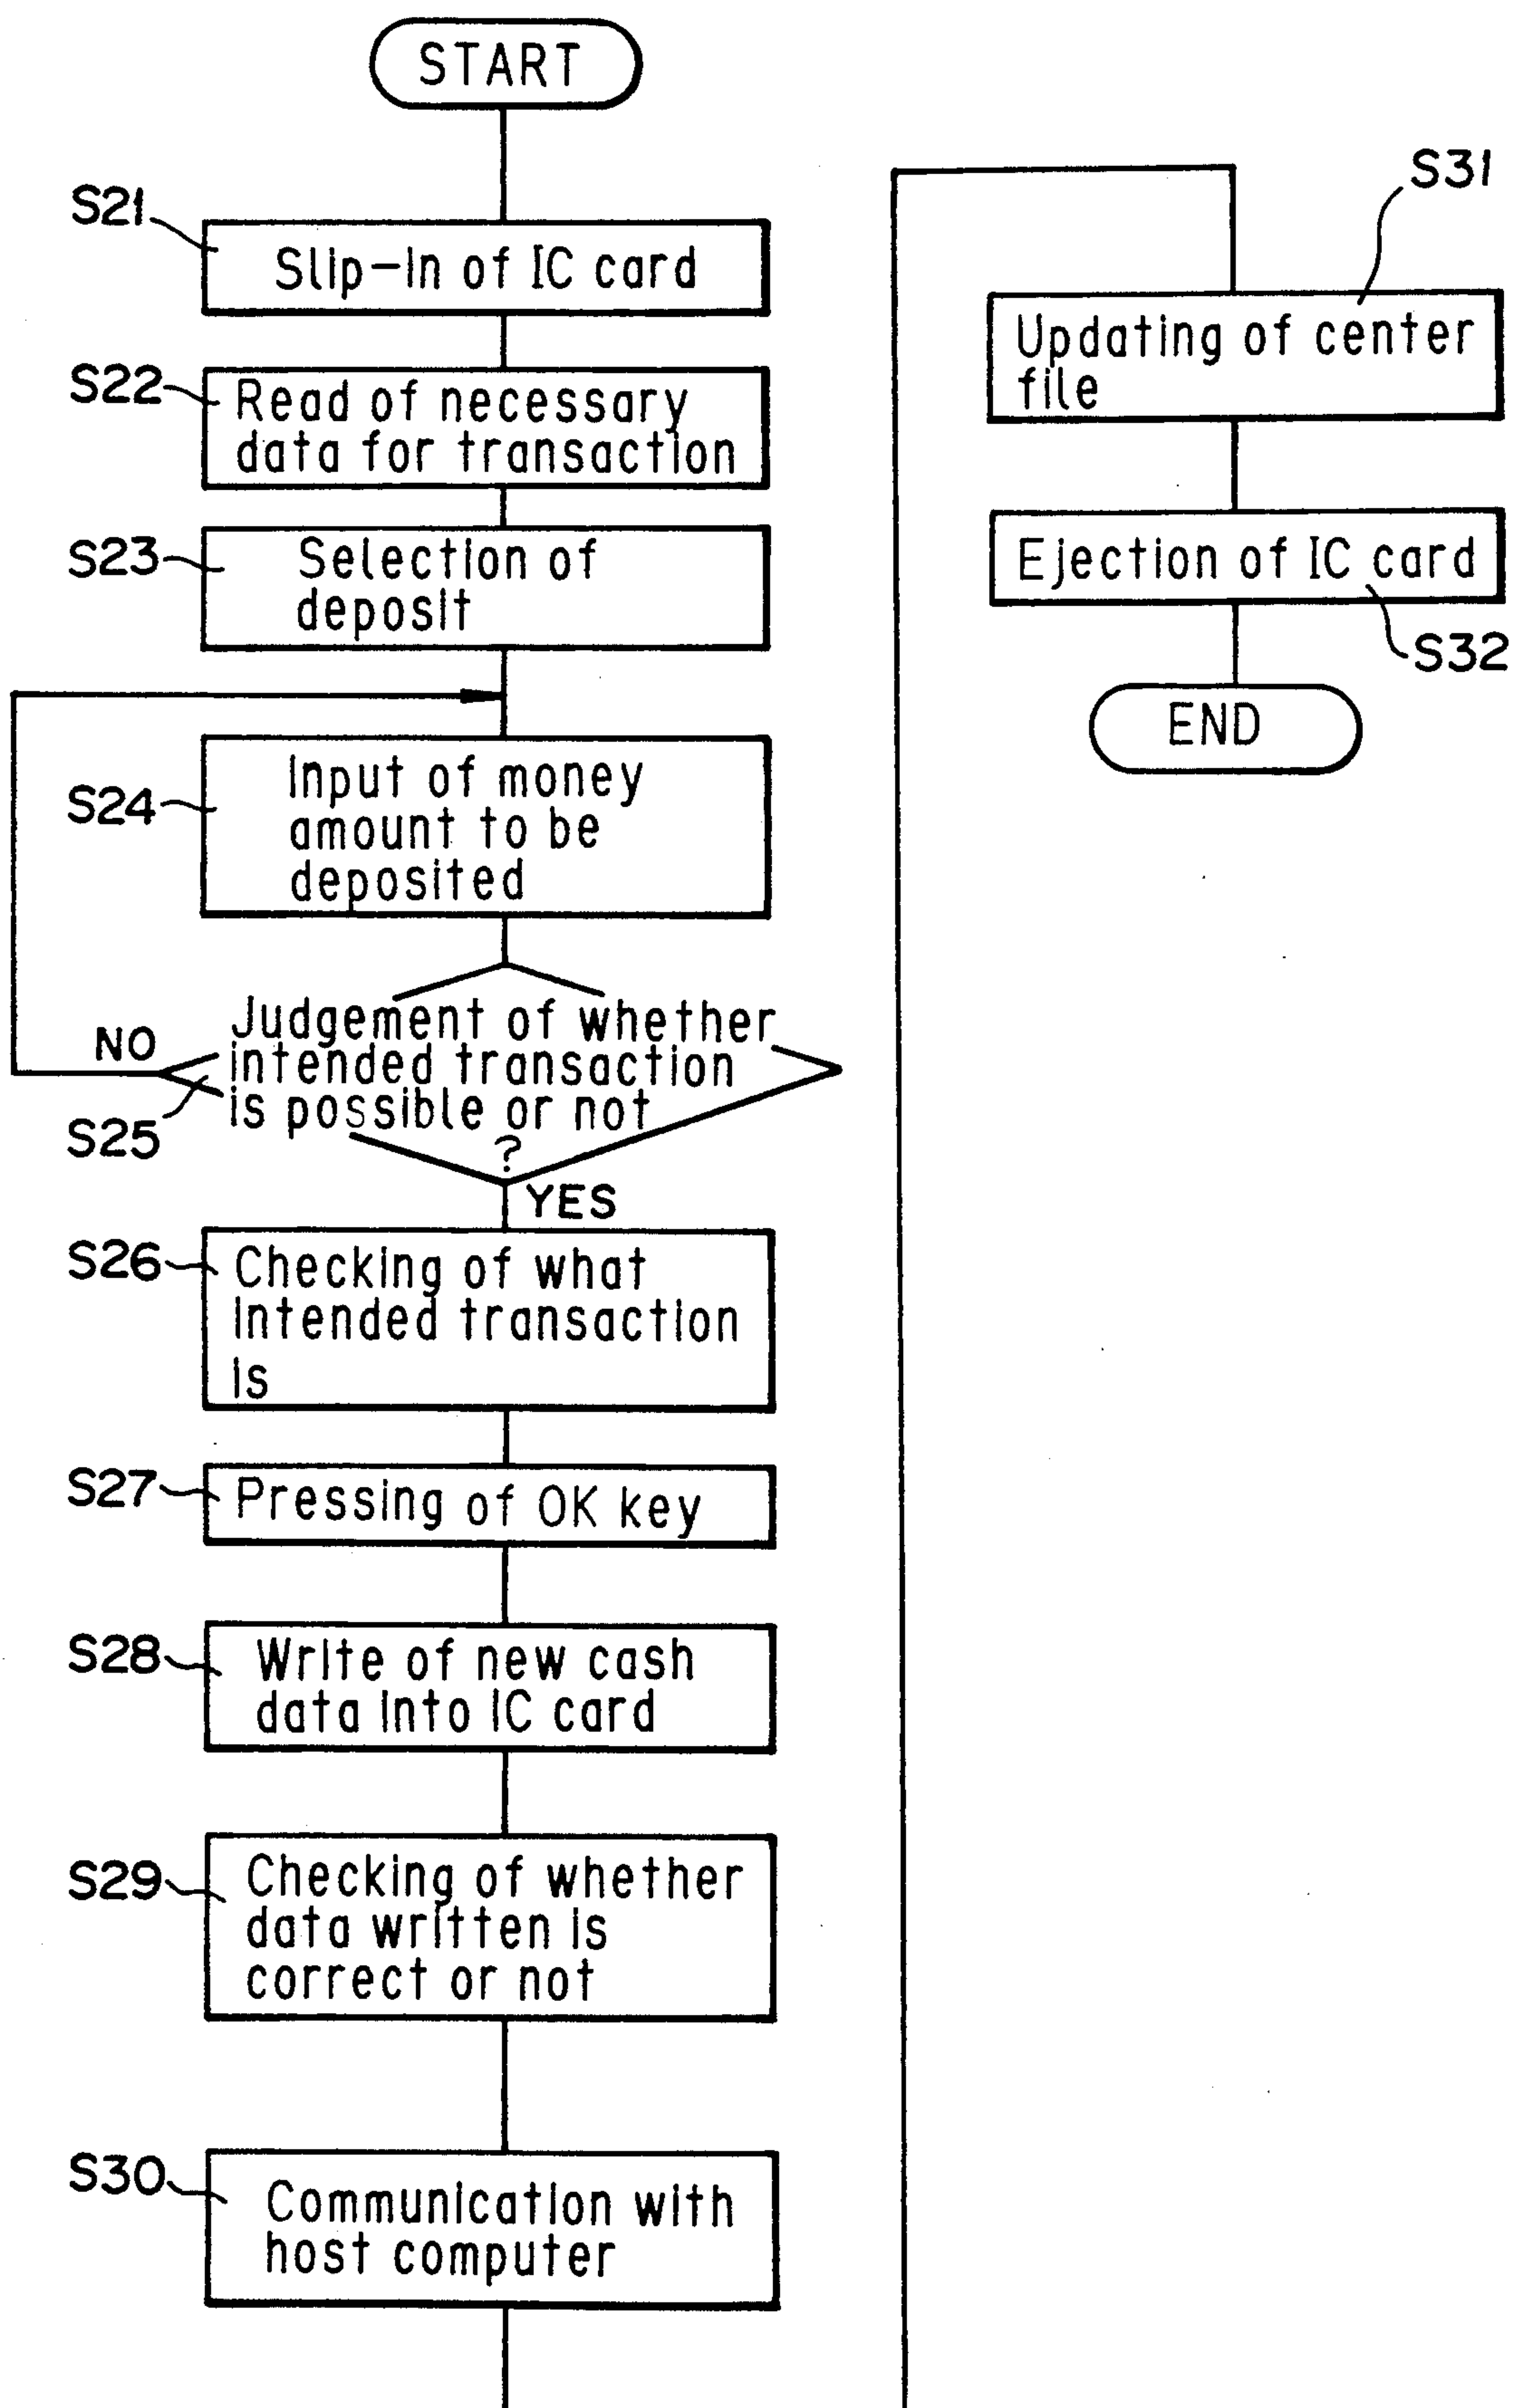 START
S21
Slip-in of IC card
S22
Read of necessary
data for transaction
S23
Selection of
deposit
S24
Input of money
amount to be
deposited
Judgement of whether
NO
intended transaction
is possible or not
S25
?
YES
S26
Checking of what
intended transaction
is
S27
Pressing of OK key
S28
Write of new cash
data into IC card
S29
Checking of whether
data written is
correct or not
S30
Communication with
host computer
S31
Updating of center
file
Ejection of IC card
S32
END